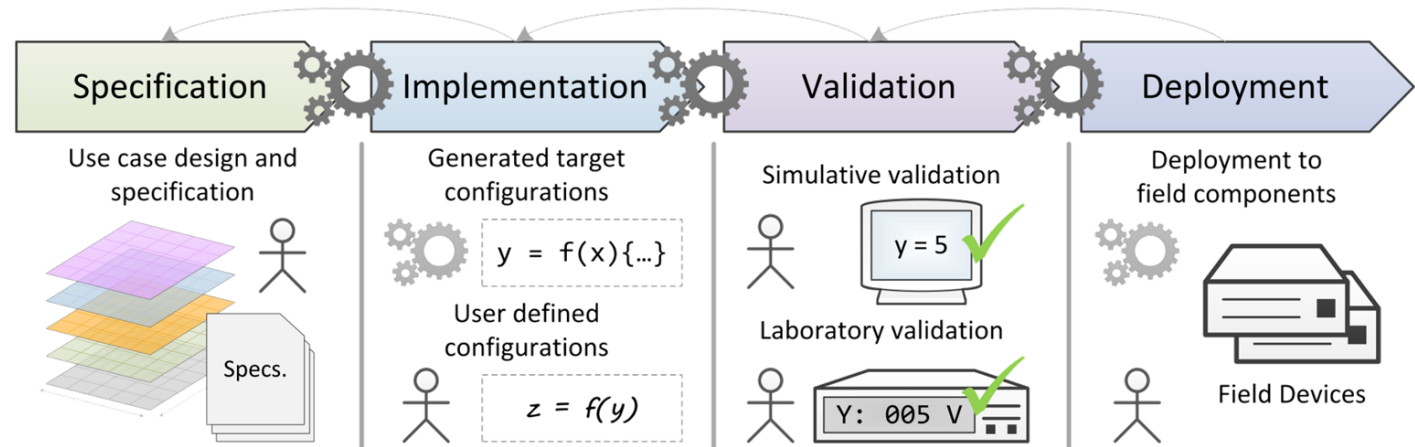 Specification
Implementation
Validation
Deployment
Use case design and
specification
Specs.
Generated target
configurations
y = f(x){…}
User defined
configurations
z = f(y)
Simulative validation
y = 5
Laboratory validation
Y: 005 V
Deployment to
field components
Field Devices